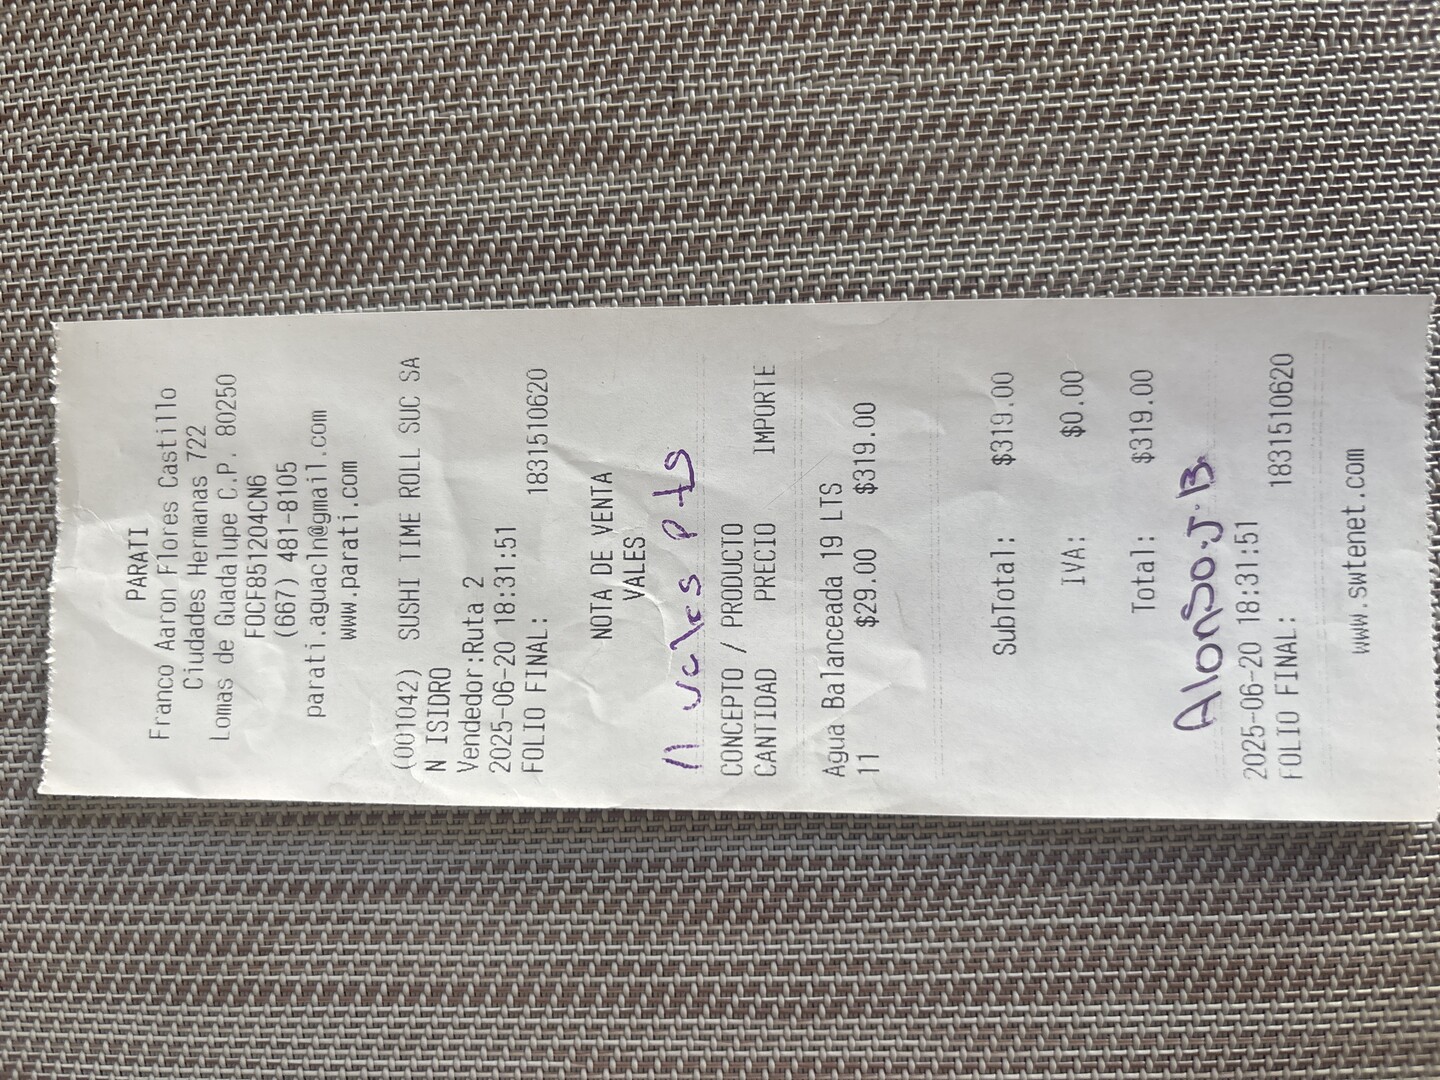 PARATI
Franco Aaron Flores Castillo
Ciudades Hermanas 722
Lomas de Guadalupe C.P. 80250
FOCF851204CN6
(667) 481-8105
parati.aguacln@gmail.com
www.parati.com
(001042) SUSHI TIME ROLL SUC SA
N ISIDRO
Vendedor:Ruta 2
2025-06-20 18:31:51
FOLIO FINAL: 1831510620
NOTA DE VENTA
VALES
11 vales pts
CONCEPTO / PRODUCTO
CANTIDAD PRECIO IMPORTE
Agua Balanceada 19 LTS
11 $29.00 $319.00
SubTotal: $319.00
IVA: $0.00
Total: $319.00
Alonso.J.B.
2025-06-20 18:31:51
FOLIO FINAL: 1831510620
www.swtenet.com